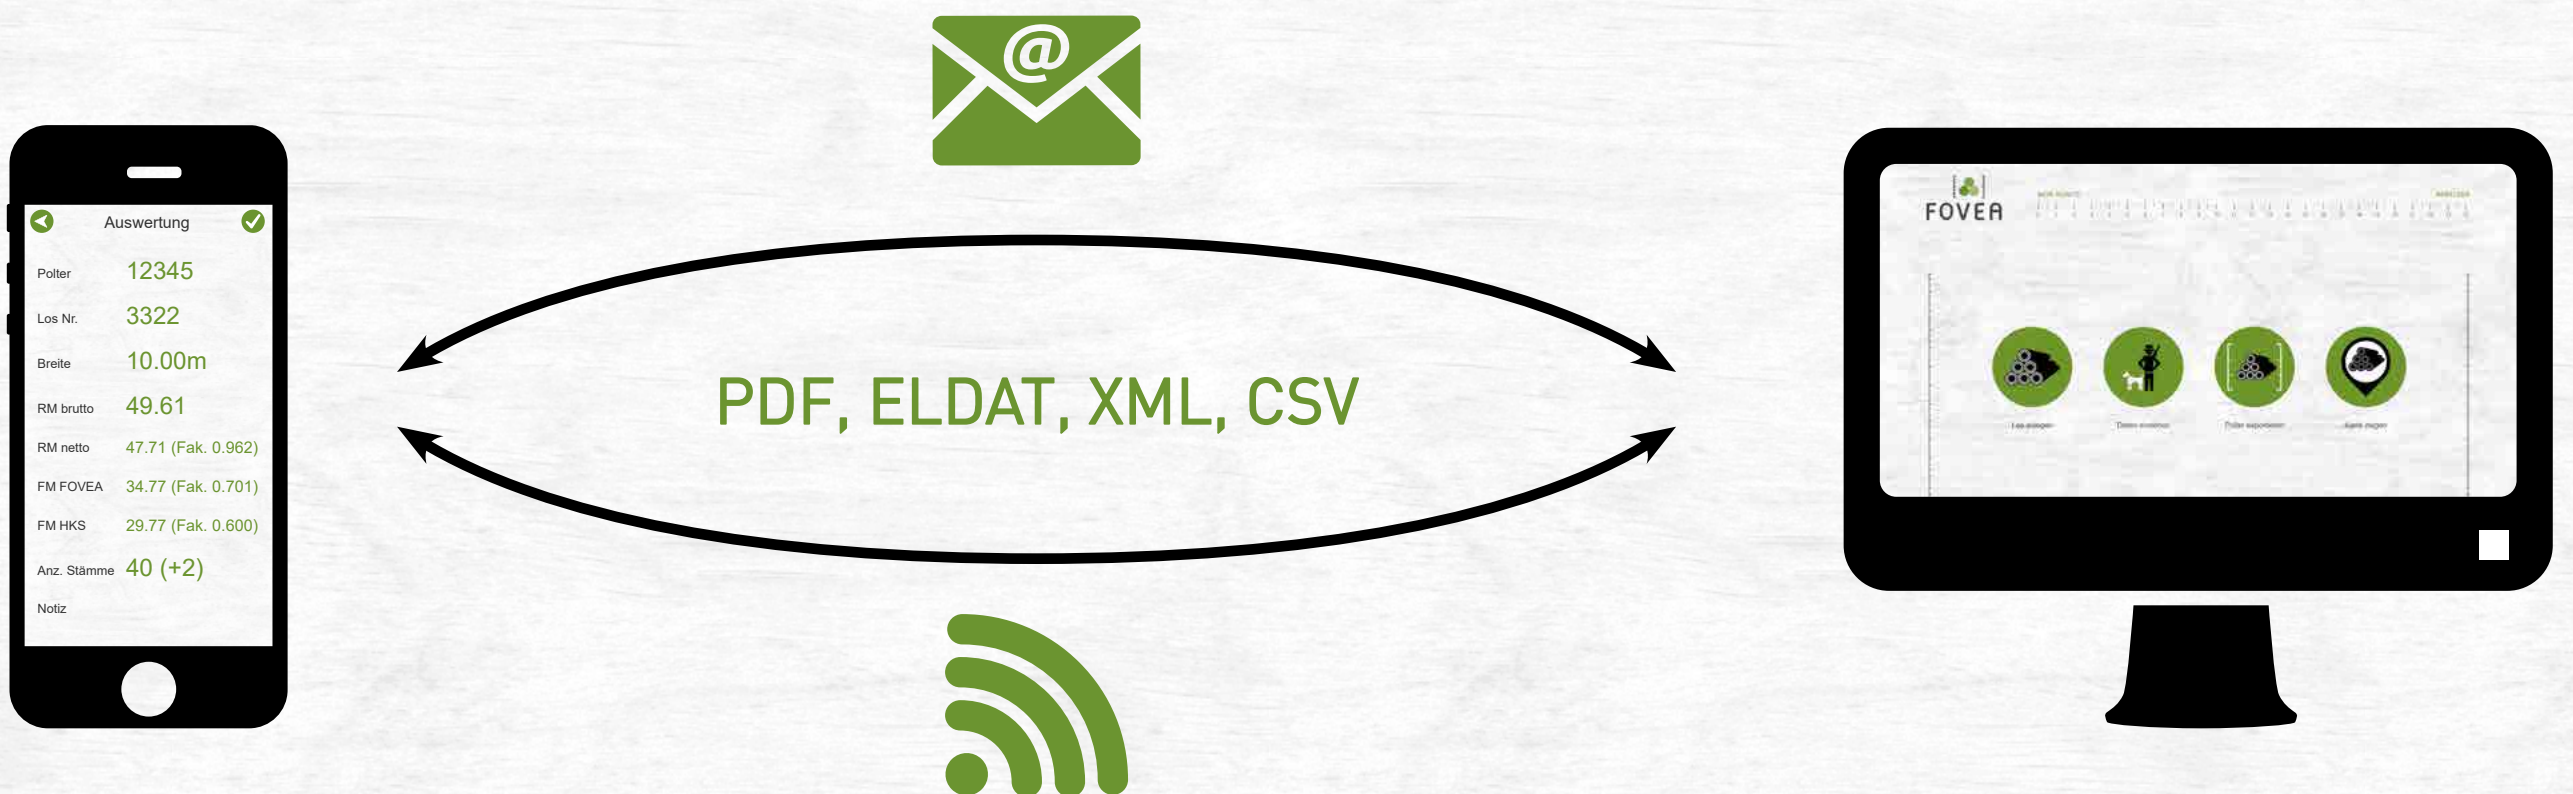 @
Auswertung
Polter 12345
Los Nr. 3322
Breite 10.00m
RM brutto 49.61
RM netto 47.71 (Fak. 0.962)
FM FOVEA 34.77 (Fak. 0.701)
FM HKS 29.77 (Fak. 0.600)
Anz. Stämme 40 (+2)
Notiz
PDF, ELDAT, XML, CSV
FOVEA